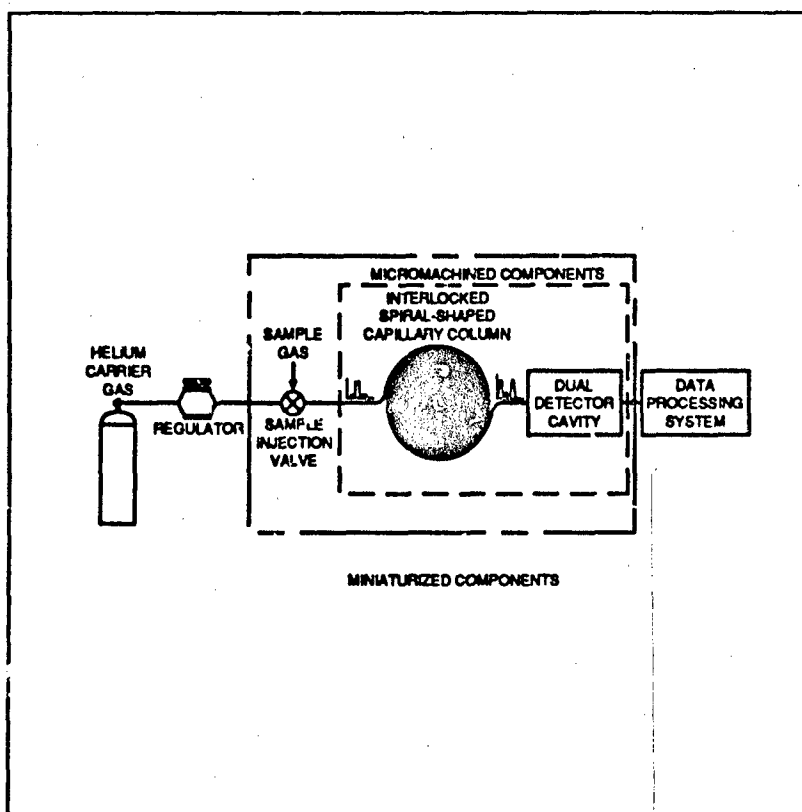 MICROMACHINED COMPONENTS
INTERLOCKED
SPIRAL-SHAPED
CAPILLARY COLUMN
SAMPLE
GAS
HELIUM
CARRIER
GAS
REGULATOR
SAMPLE
INJECTION
VALVE
DUAL
DETECTOR
CAVITY
DATA
PROCESSING
SYSTEM
MINIATURIZED COMPONENTS